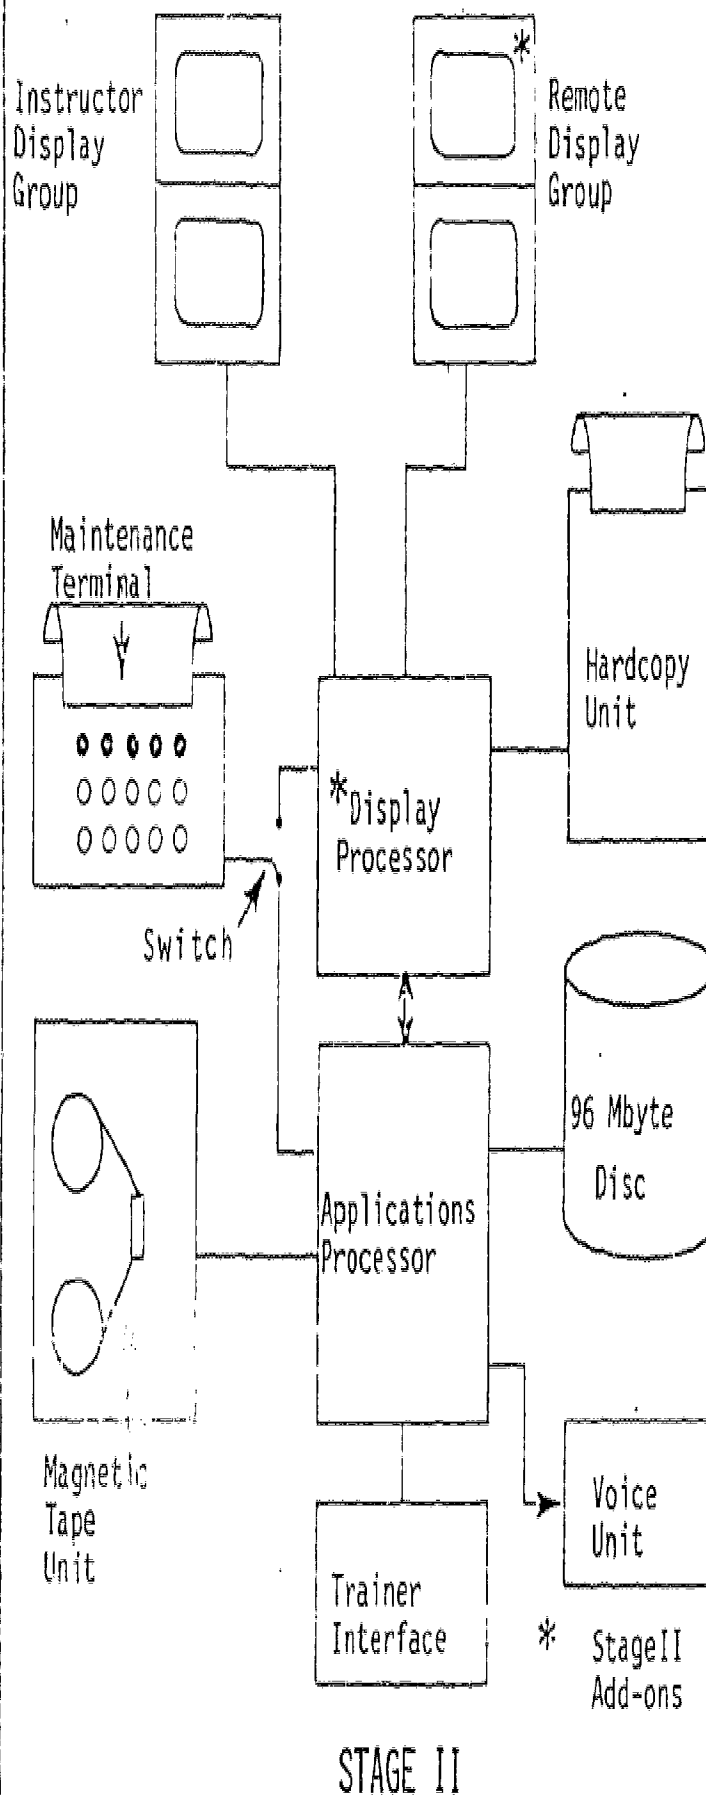 Instructor
Display
Group
*
Remote
Display
Group
Maintenance
Terminal
Hardcopy
Unit
*Display
Processor
Switch
96 Mbyte
Disc
Applications
Processor
Magnetic
Tape
Unit
Voice
Unit
Trainer
Interface
* StageII
Add-ons
STAGE II